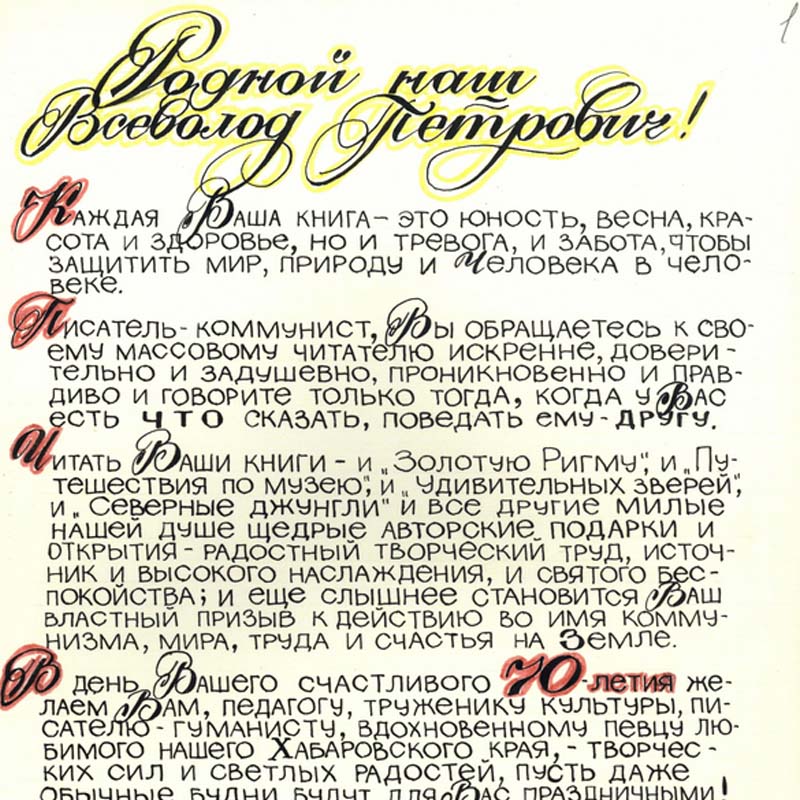 1
Родной наш
Всеволод Петрович!
Каждая Ваша книга – это юность, весна, кра-
сота и здоровье, но и тревога, и забота, чтобы
защитить мир, природу и Человека в чело-
веке.
Писатель-коммунист, Вы обращаетесь к сво-
ему массовому читателю искренне, довери-
тельно и задушевно, проникновенно и прав-
диво и говорите только тогда, когда у Вас
есть ЧТО сказать, поведать ему – ДРУГУ.
Читать Ваши книги – и „Золотую Ригму", и „Пу-
тешествия по музею", и „Удивительных зверей",
и „Северные джунгли" и все другие милые
нашей душе щедрые авторские подарки и
открытия – радостный творческий труд, источ-
ник и высокого наслаждения, и святого бес-
покойства; и еще слышнее становится Ваш
властный призыв к действию во имя комму-
низма, мира, труда и счастья на Земле.
В день Вашего счастливого 70-летия же-
лаем Вам, педагогу, труженику культуры, пи-
сателю-гуманисту, вдохновенному певцу лю-
бимого нашего Хабаровского края, – творчес-
ких сил и светлых радостей, пусть даже
обычные будни будут для Вас праздничными!